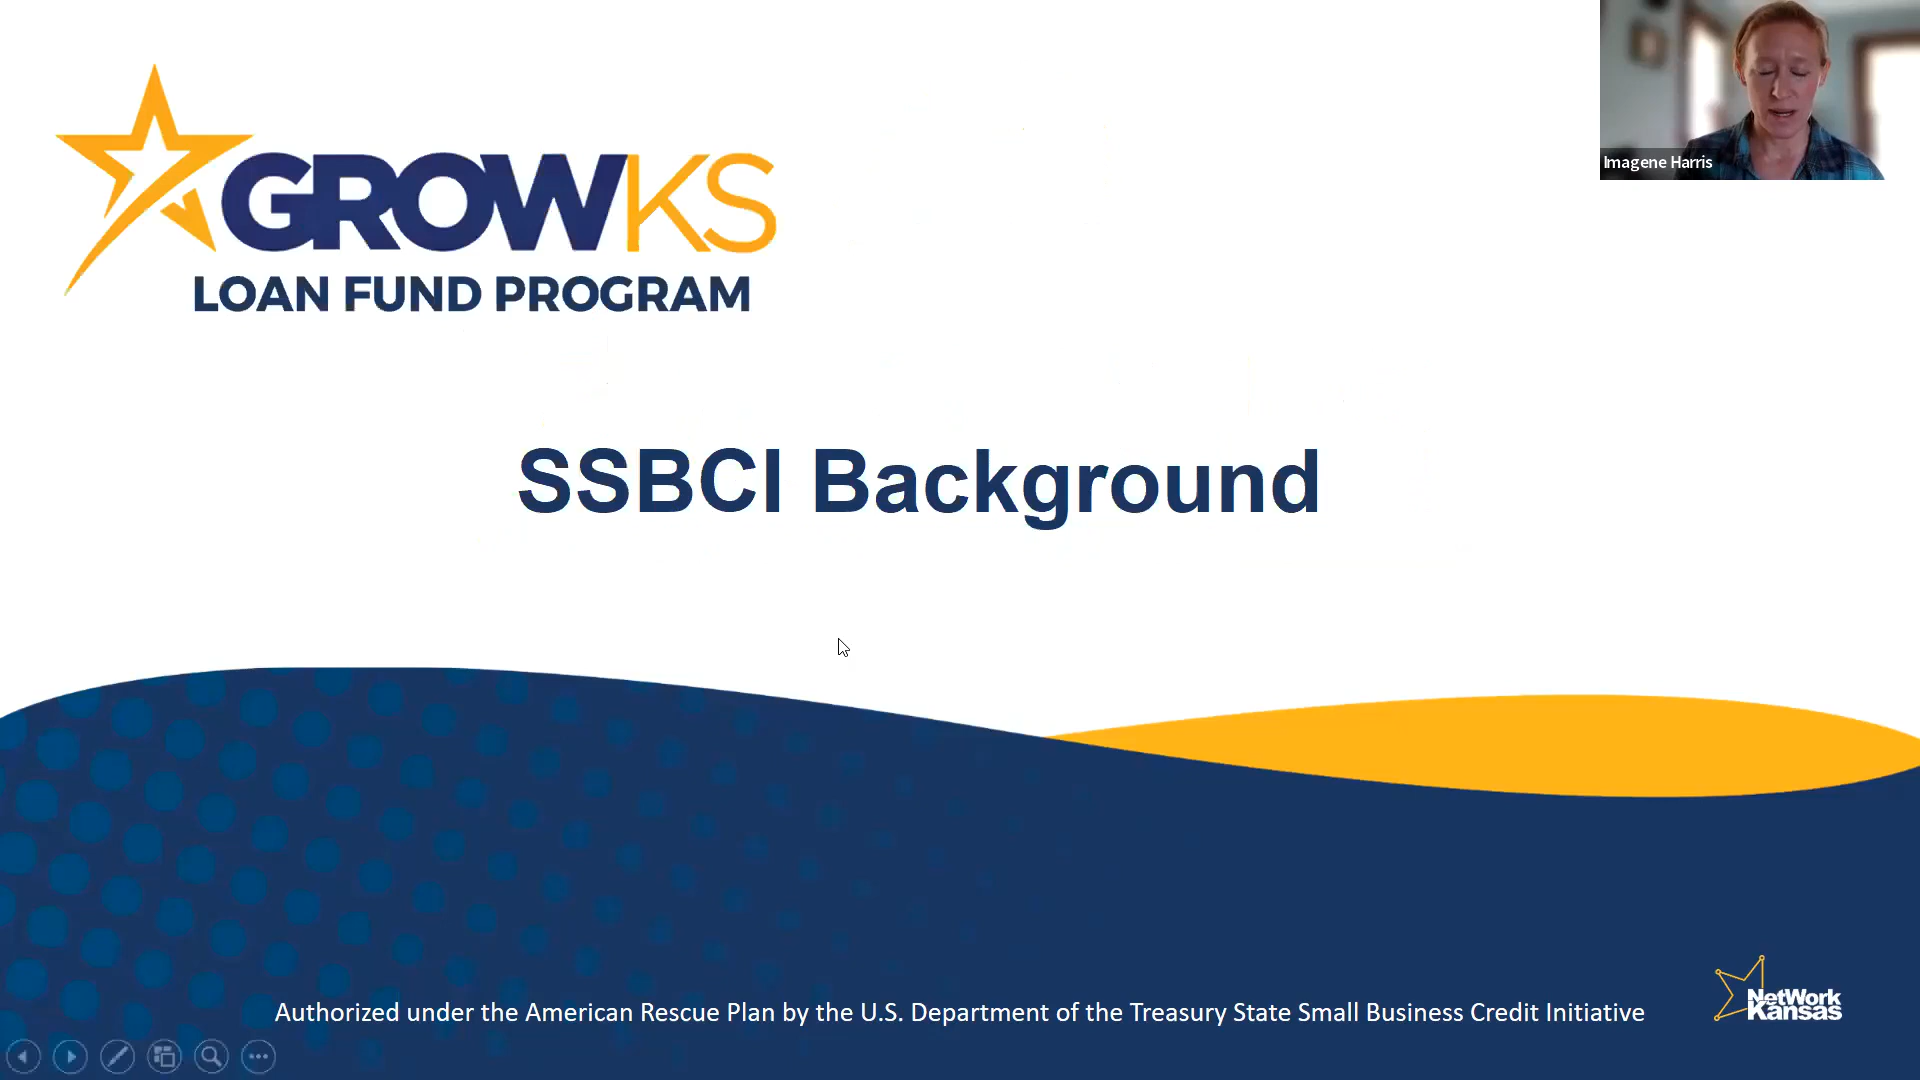 GROWKS
LOAN FUND PROGRAM
Imagene Harris
SSBCI Background
Authorized under the American Rescue Plan by the U.S. Department of the Treasury State Small Business Credit Initiative
NetWork
Kansas